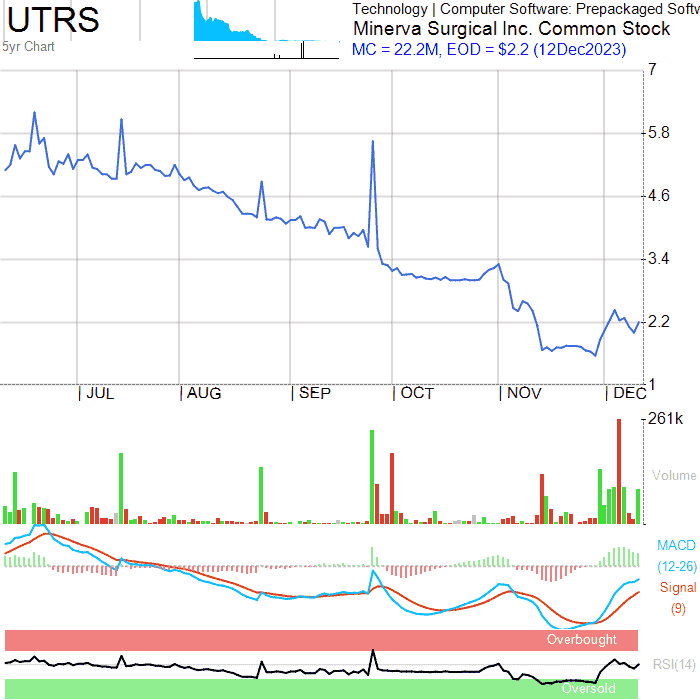 UTRS
5yr Chart
Technology | Computer Software: Prepackaged Softw
Minerva Surgical Inc. Common Stock
MC = 22.2M, EOD = $2.2 (12Dec2023)
7
5.8
4.6
3.4
2.2
1
| JUL | AUG | SEP | OCT | NOV | DEC
261k
Volume
MACD
(12-26)
Signal
(9)
Overbought
RSI(14)
Oversold